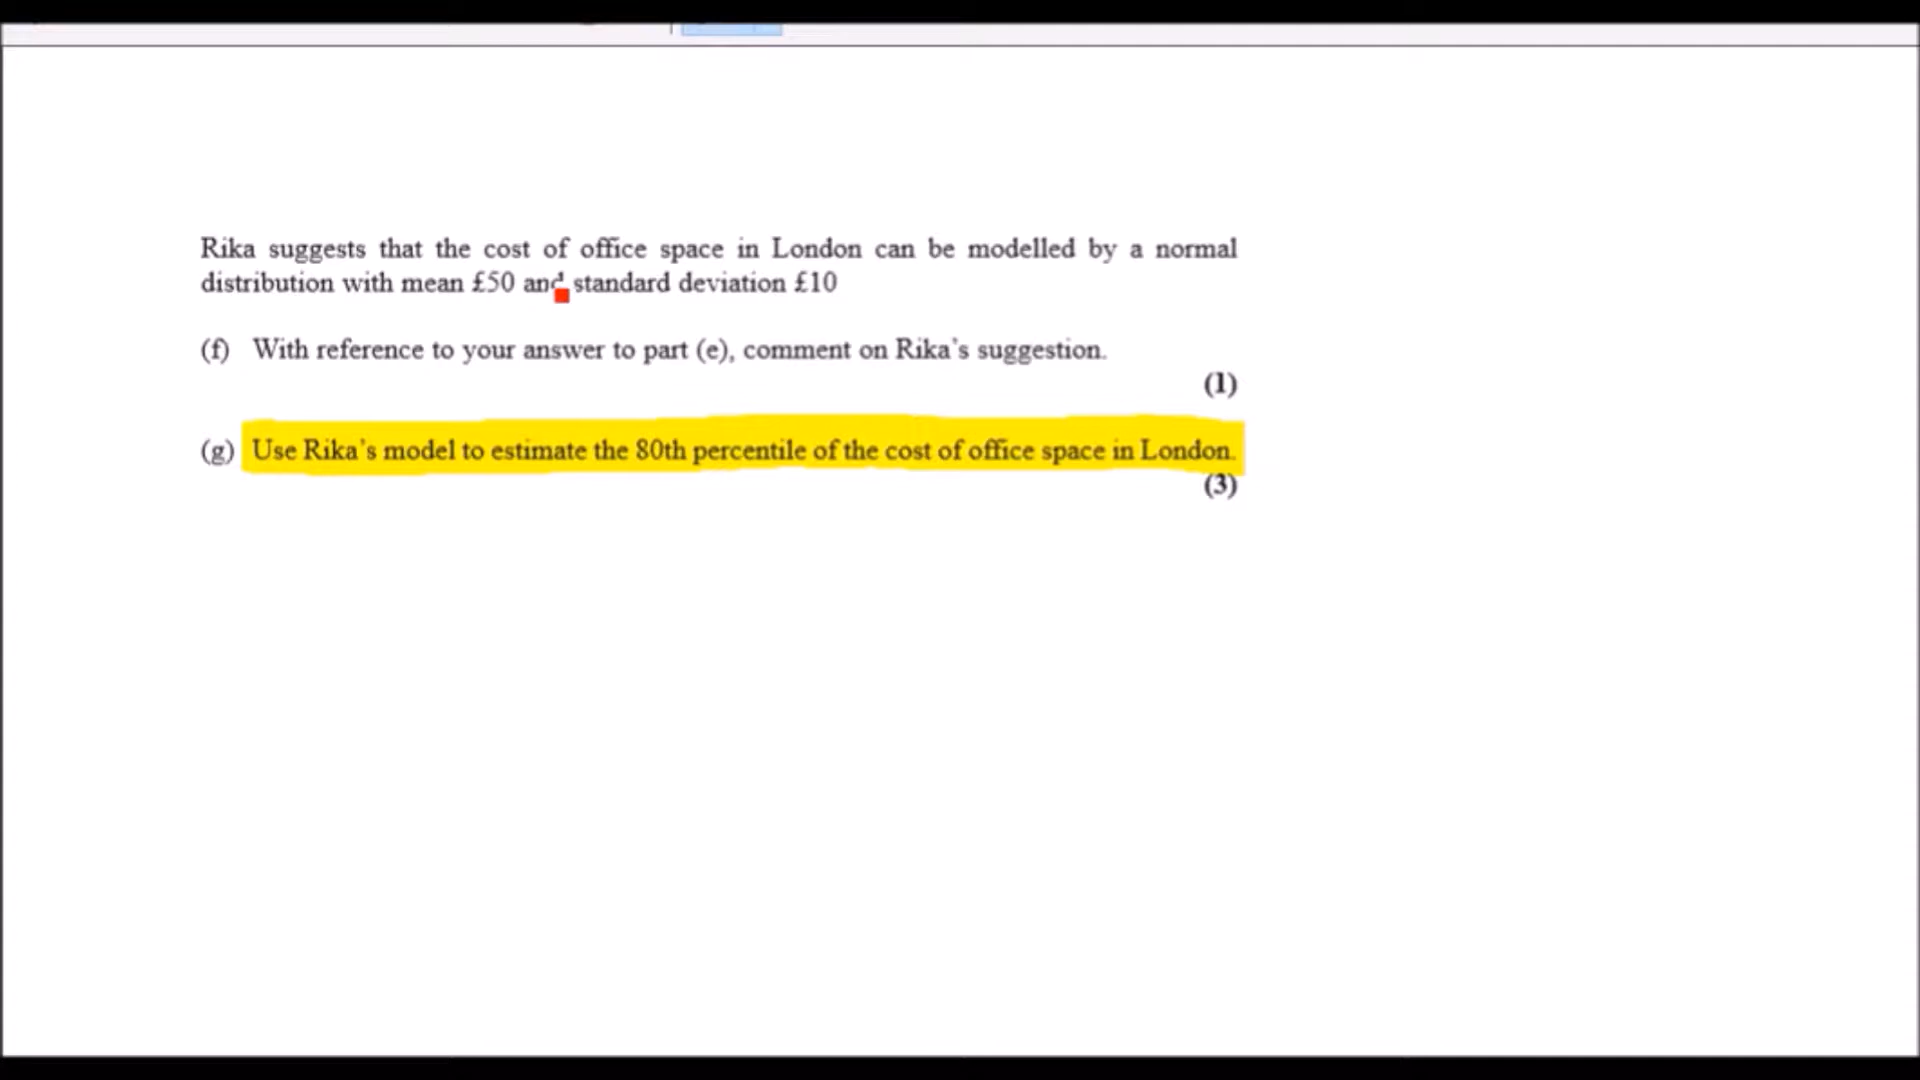 Rika suggests that the cost of office space in London can be modelled by a normal
distribution with mean £50 and standard deviation £10
(f) With reference to your answer to part (e), comment on Rika's suggestion.
(1)
(g) Use Rika's model to estimate the 80th percentile of the cost of office space in London.
(3)